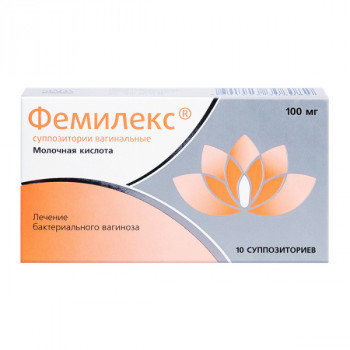 Фемилекс®
100 мг
суппозитории вагинальные
Молочная кислота
Лечение
бактериального вагиноза
10 СУППОЗИТОРИЕВ